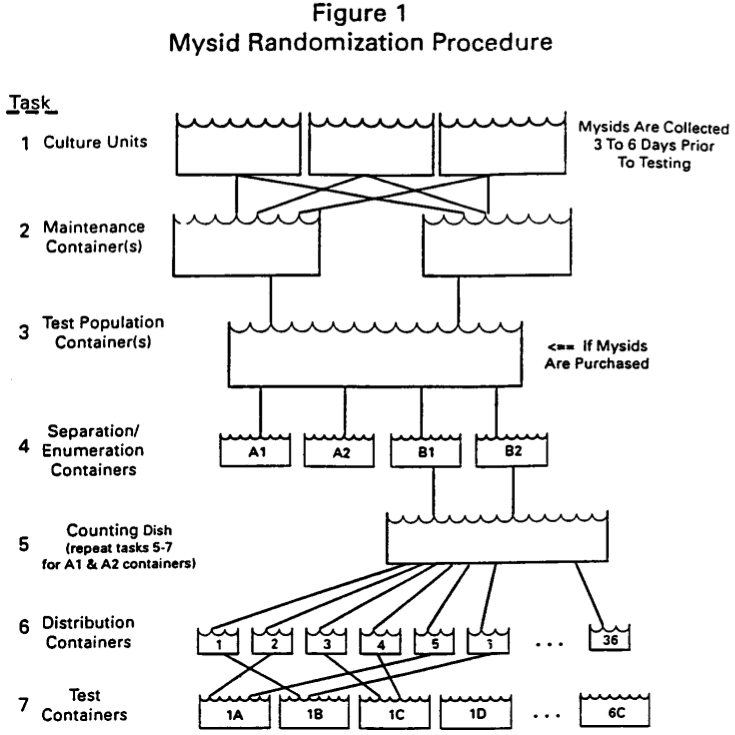 Figure 1
Mysid Randomization Procedure
Task
1 Culture Units
Mysids Are Collected
3 To 6 Days Prior
To Testing
2 Maintenance
Container(s)
3 Test Population
Container(s)
<== If Mysids
Are Purchased
4 Separation/
Enumeration
Containers
A1 A2 B1 B2
5 Counting Dish
(repeat tasks 5-7
for A1 & A2 containers)
6 Distribution
Containers
1 2 3 4 5 ... 36
7 Test
Containers
1A 1B 1C 1D ... 6C